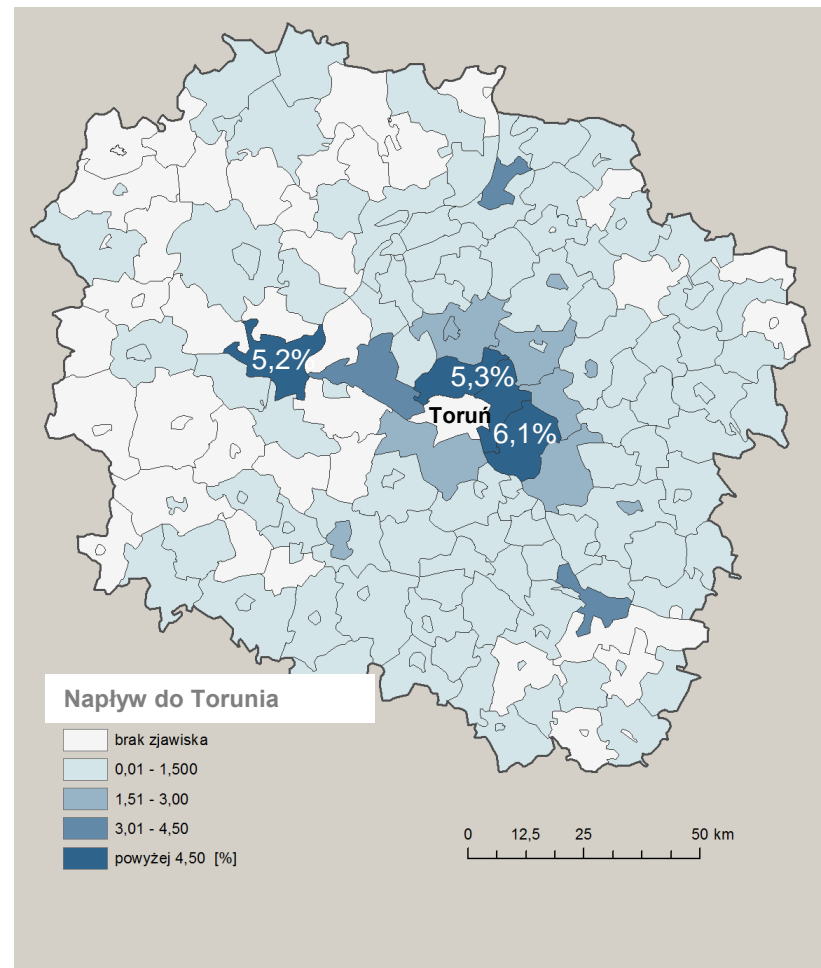 5,2%
5,3%
Toruń
6,1%
Napływ do Torunia
brak zjawiska
0,01 - 1,500
1,51 - 3,00
3,01 - 4,50
powyżej 4,50 [%]
0 12,5 25 50 km